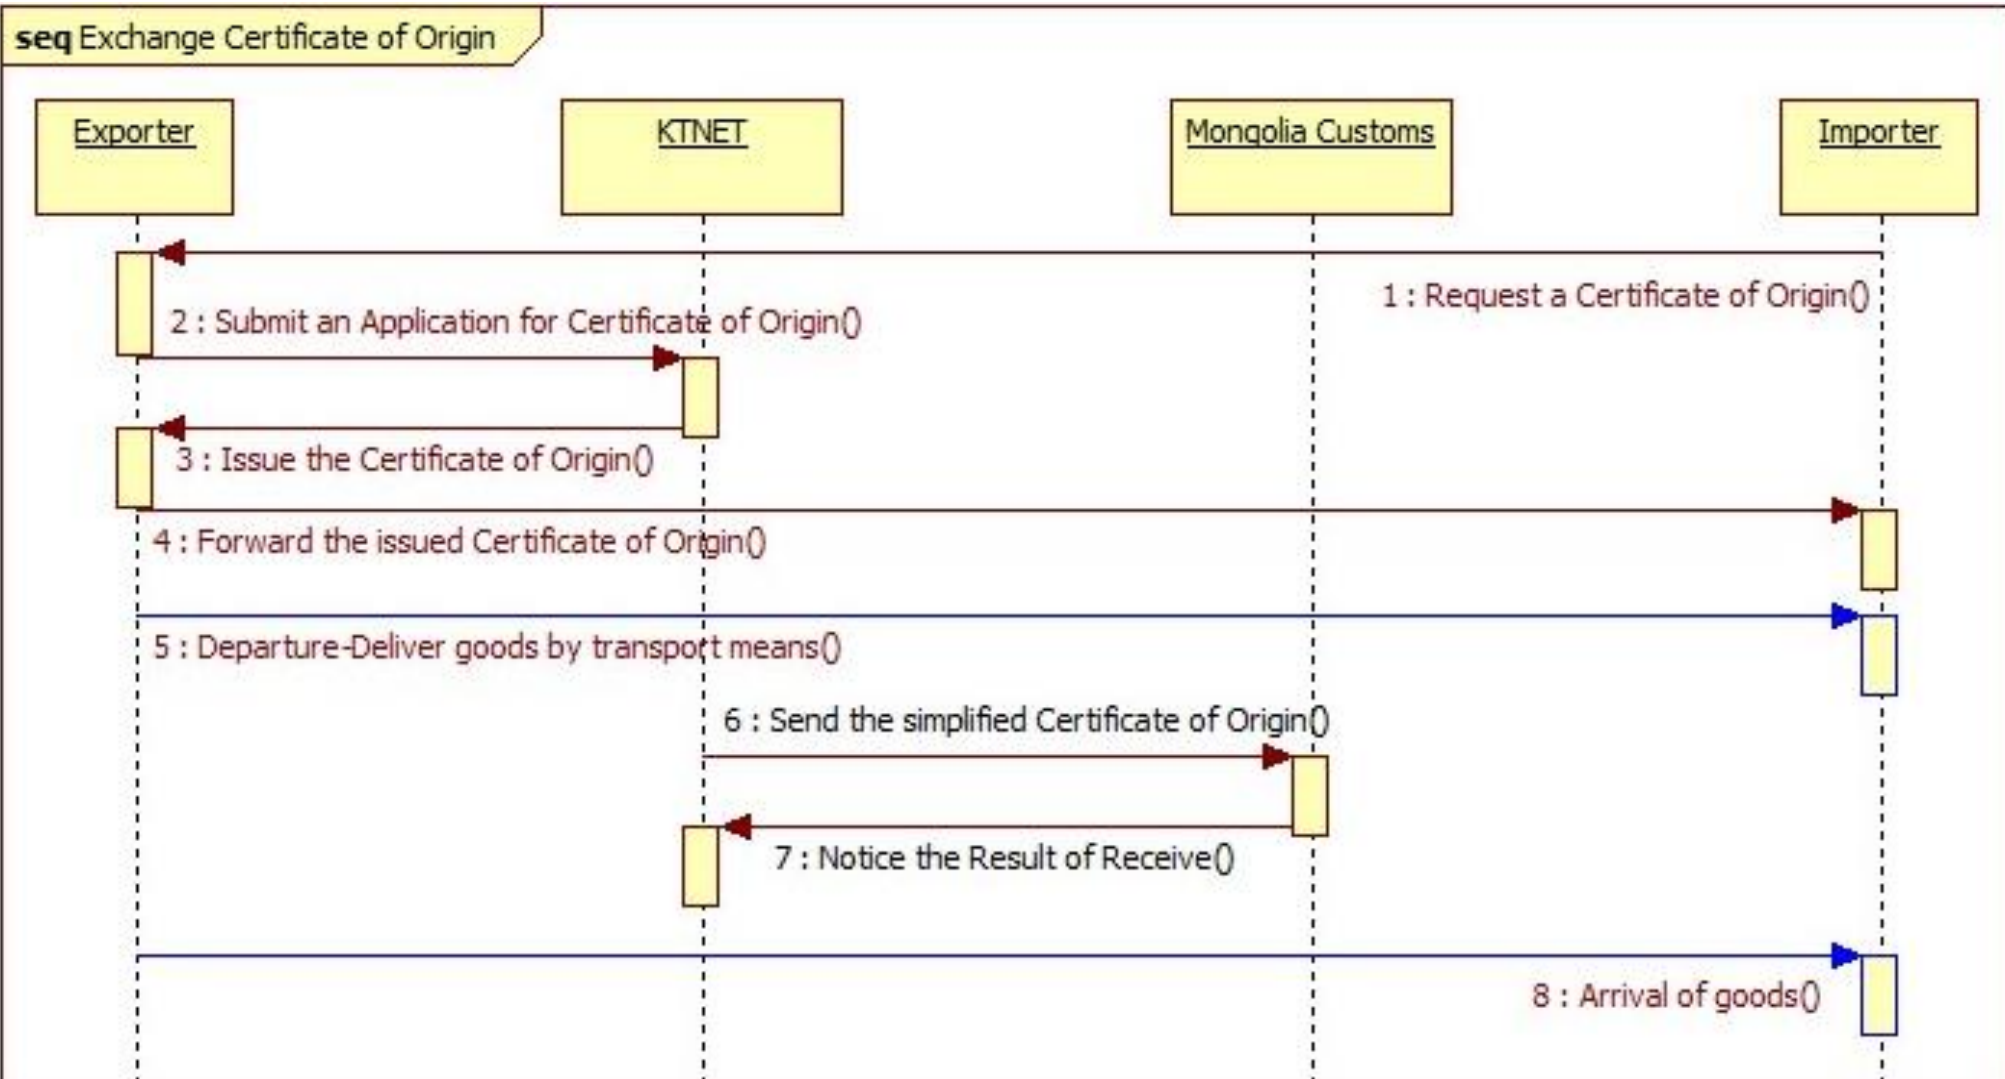 seq Exchange Certificate of Origin
Exporter
KTNET
Mongolia Customs
Importer
1 : Request a Certificate of Origin()
2 : Submit an Application for Certificate of Origin()
3 : Issue the Certificate of Origin()
4 : Forward the issued Certificate of Origin()
5 : Departure-Deliver goods by transport means()
6 : Send the simplified Certificate of Origin()
7 : Notice the Result of Receive()
8 : Arrival of goods()